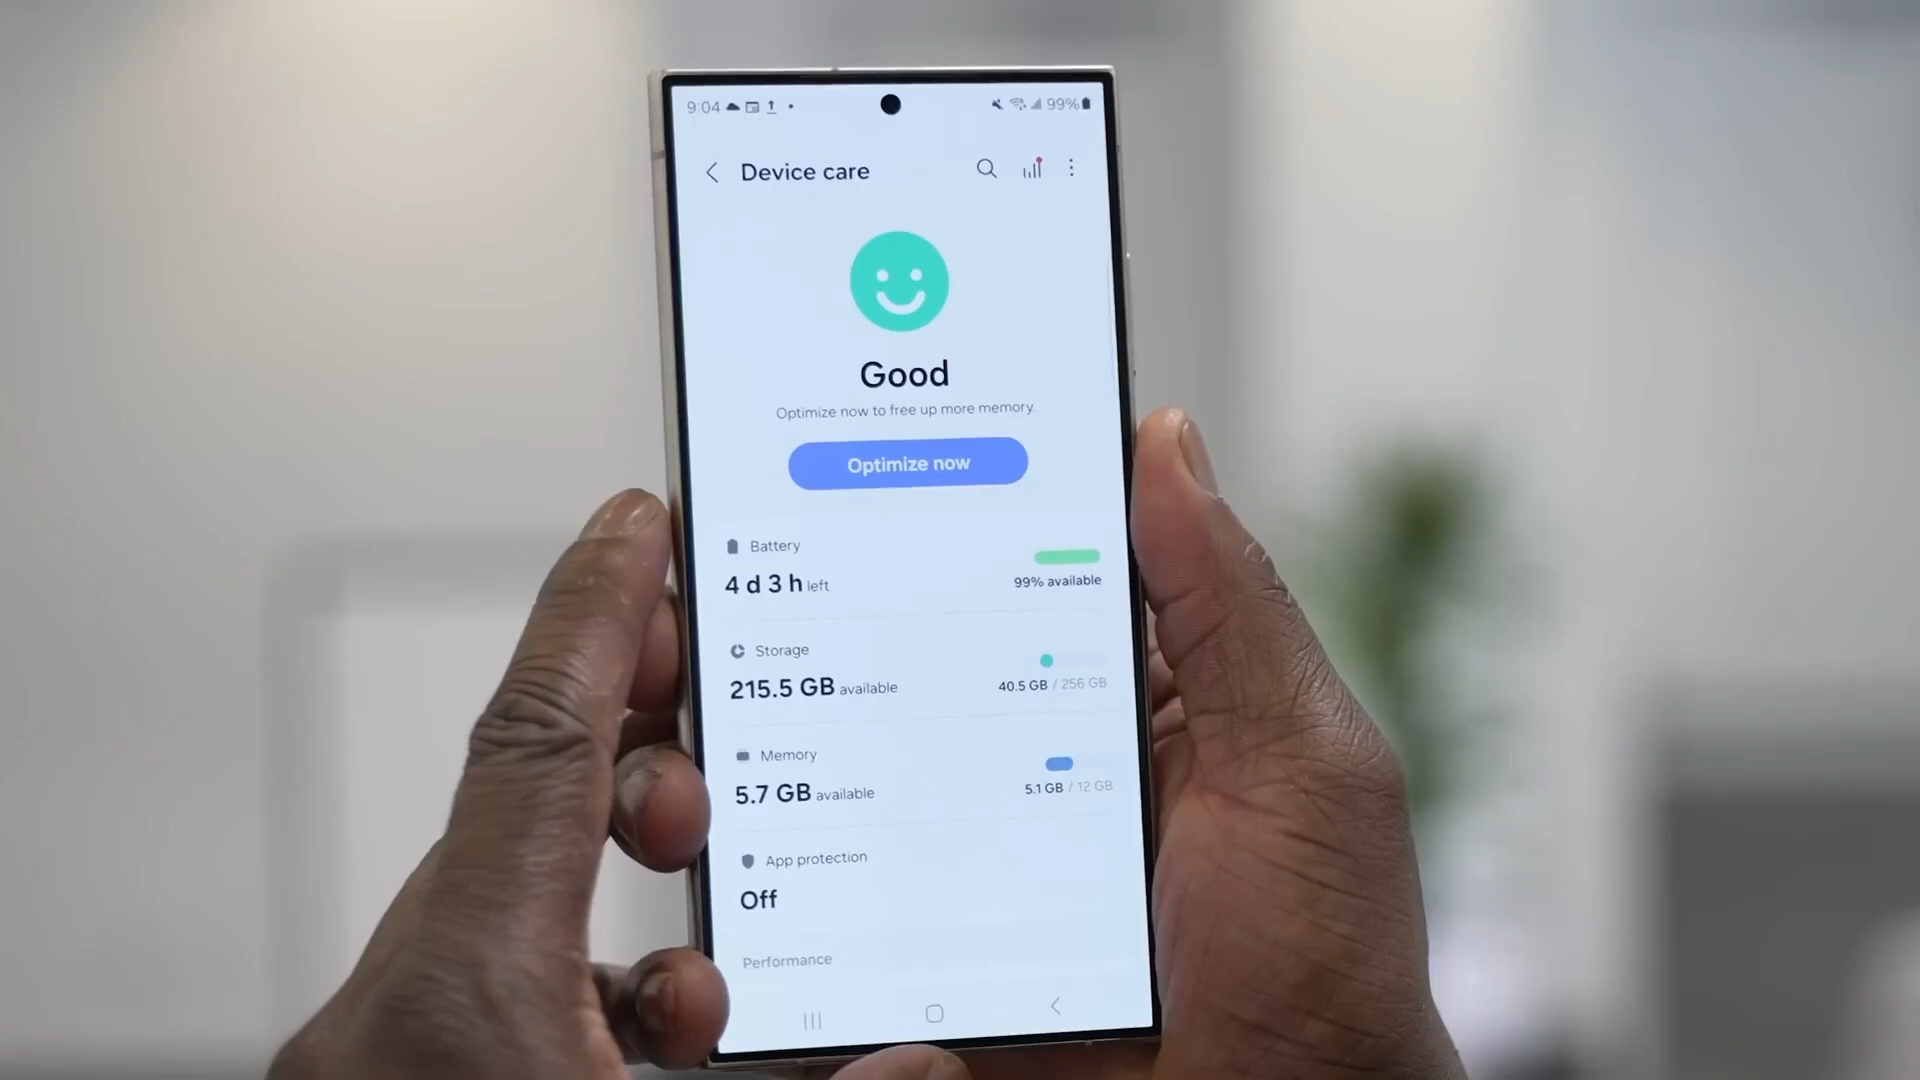 9:04 99%
Device care
Good
Optimize now to free up more memory.
Optimize now
Battery
4 d 3 h left
99% available
Storage
215.5 GB available
40.5 GB / 256 GB
Memory
5.7 GB available
5.1 GB / 12 GB
App protection
Off
Performance